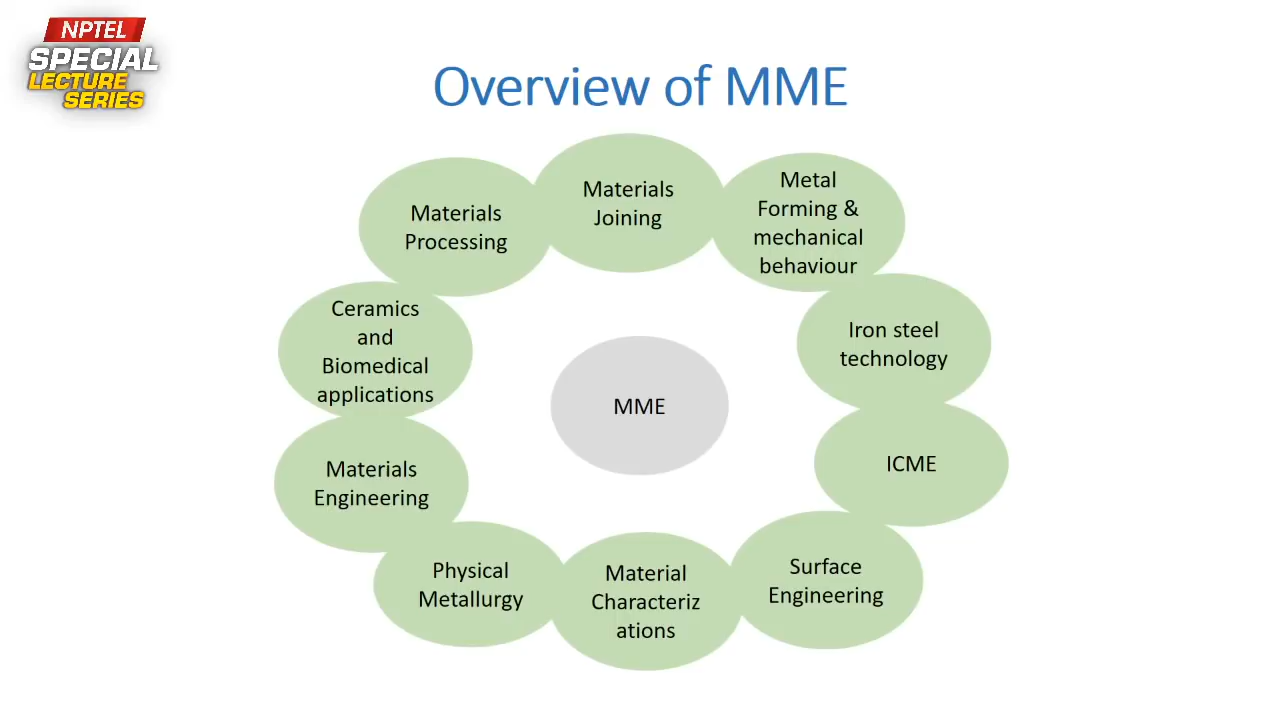 NPTEL
SPECIAL
LECTURE
SERIES
Overview of MME
Materials
Joining
Metal
Forming &
mechanical
behaviour
Materials
Processing
Iron steel
technology
Ceramics
and
Biomedical
applications
MME
ICME
Materials
Engineering
Surface
Engineering
Physical
Metallurgy
Material
Characteriz
ations